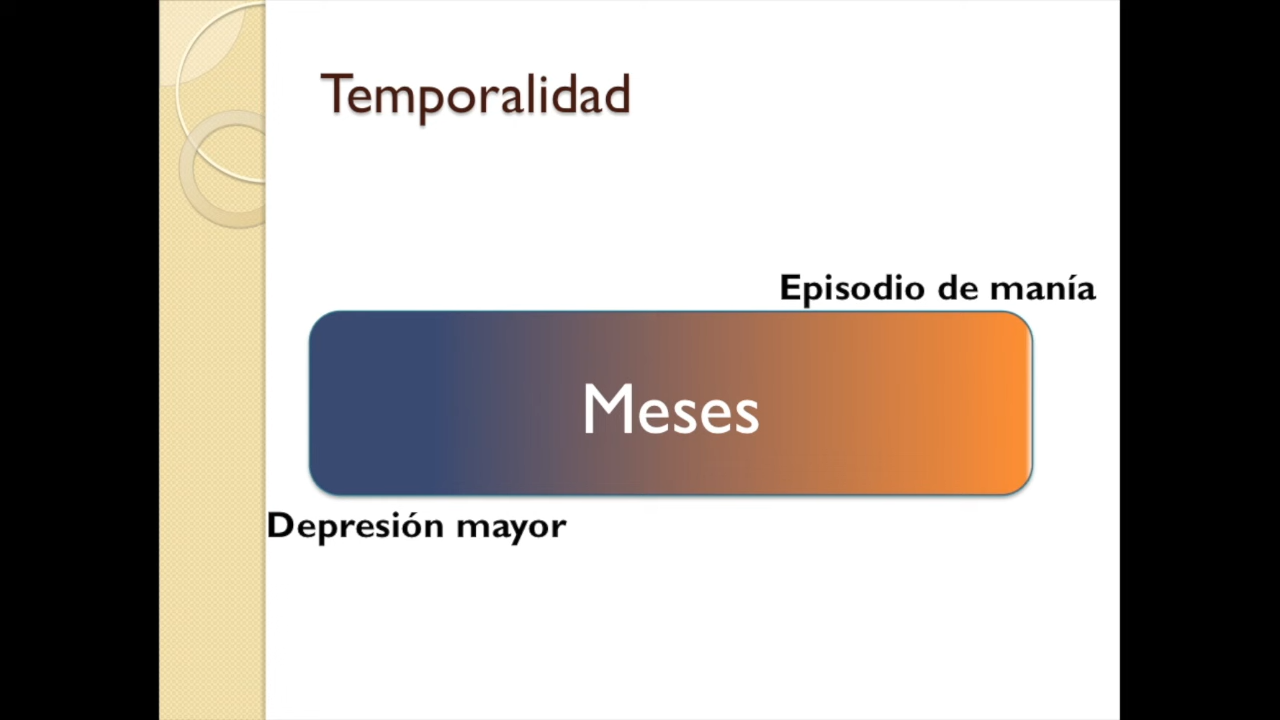 Temporalidad
Episodio de manía
Meses
Depresión mayor